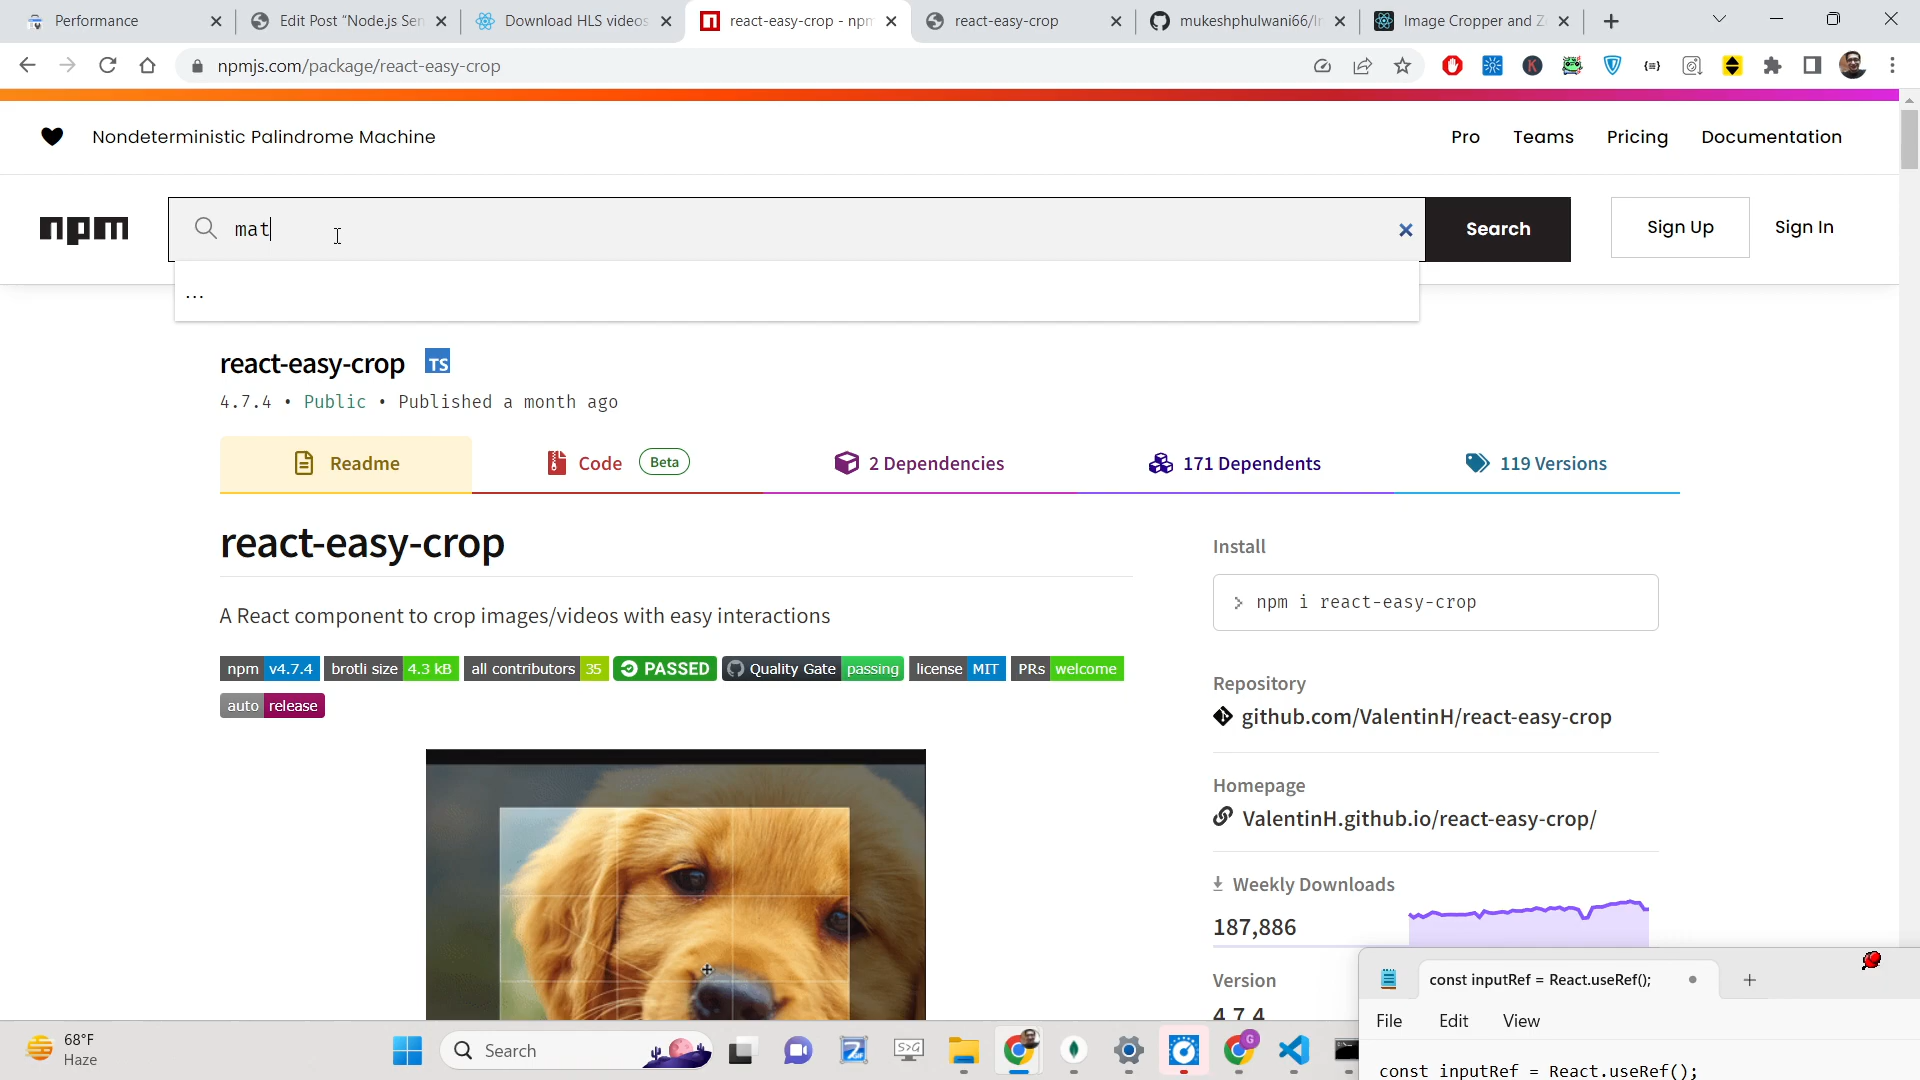 Performance
Edit Post "Node.js Ser
Download HLS videos
react-easy-crop - npm
react-easy-crop
mukeshphulwani66/Im
Image Cropper and Z
npmjs.com/package/react-easy-crop
Nondeterministic Palindrome Machine
Pro
Teams
Pricing
Documentation
npm
mat
Search
Sign Up
Sign In
...
react-easy-crop TS
4.7.4 • Public • Published a month ago
Readme
Code Beta
2 Dependencies
171 Dependents
119 Versions
react-easy-crop
A React component to crop images/videos with easy interactions
npm v4.7.4 brotli size 4.3 kB all contributors 35 PASSED Quality Gate passing license MIT PRs welcome
auto release
Install
> npm i react-easy-crop
Repository
github.com/ValentinH/react-easy-crop
Homepage
ValentinH.github.io/react-easy-crop/
Weekly Downloads
187,886
Version
4.7.4
const inputRef = React.useRef();
File
Edit
View
const inputRef = React.useRef();
68°F
Haze
Search